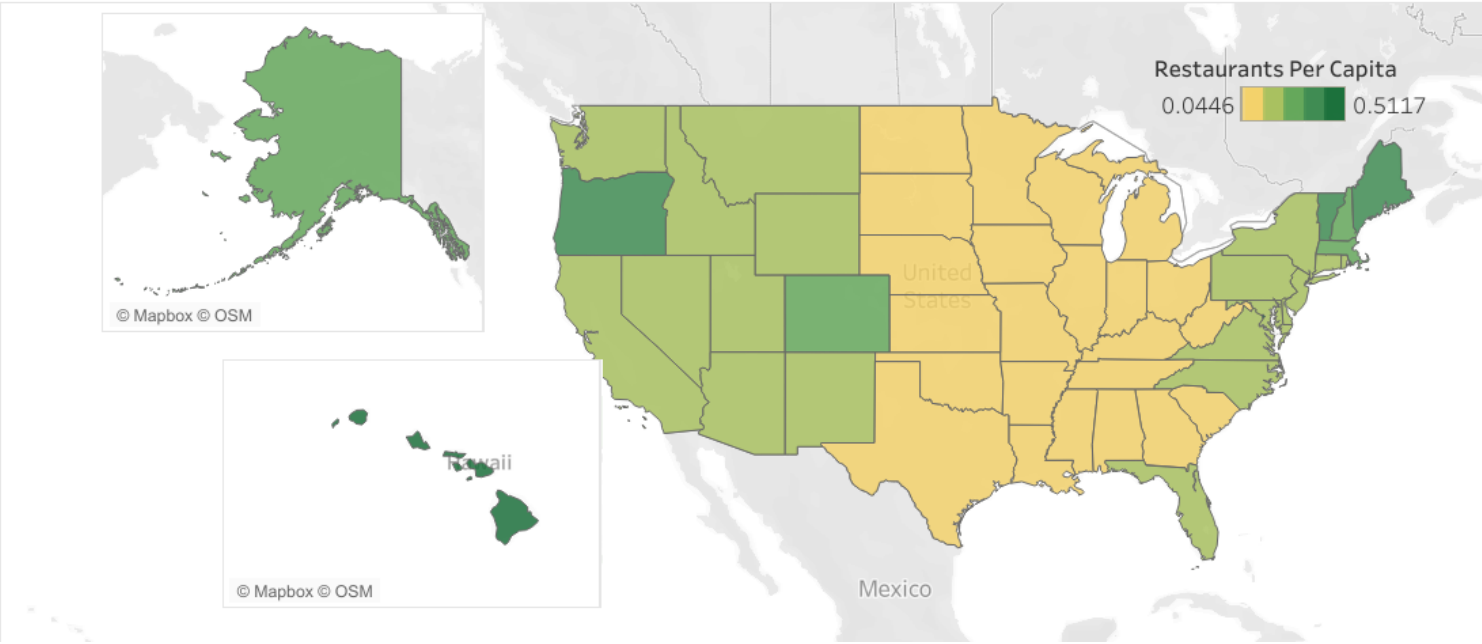 Restaurants Per Capita
0.0446 0.5117
United
States
© Mapbox © OSM
Hawaii
© Mapbox © OSM
Mexico